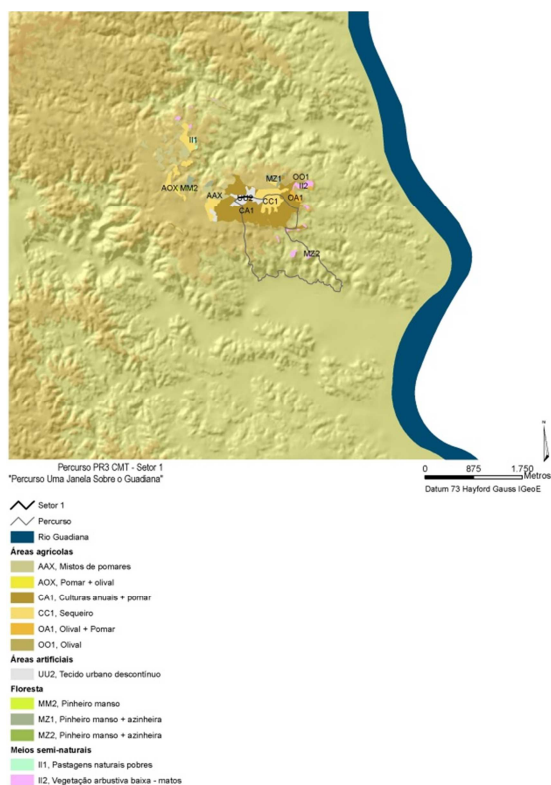 II1
AOX MM2
AAX
MZ1
OO1
II2
UU2
CC1
OA1
CA1
MZ2
N
Percurso PR3 CMT - Setor 1
"Percurso Uma Janela Sobre o Guadiana"
0 875 1.750
Metros
Datum 73 Hayford Gauss IGeoE
Setor 1
Percurso
Rio Guadiana
Áreas agrícolas
AAX, Mistos de pomares
AOX, Pomar + olival
CA1, Culturas anuais + pomar
CC1, Sequeiro
OA1, Olival + Pomar
OO1, Olival
Áreas artificiais
UU2, Tecido urbano descontínuo
Floresta
MM2, Pinheiro manso
MZ1, Pinheiro manso + azinheira
MZ2, Pinheiro manso + azinheira
Meios semi-naturais
II1, Pastagens naturais pobres
II2, Vegetação arbustiva baixa - matos